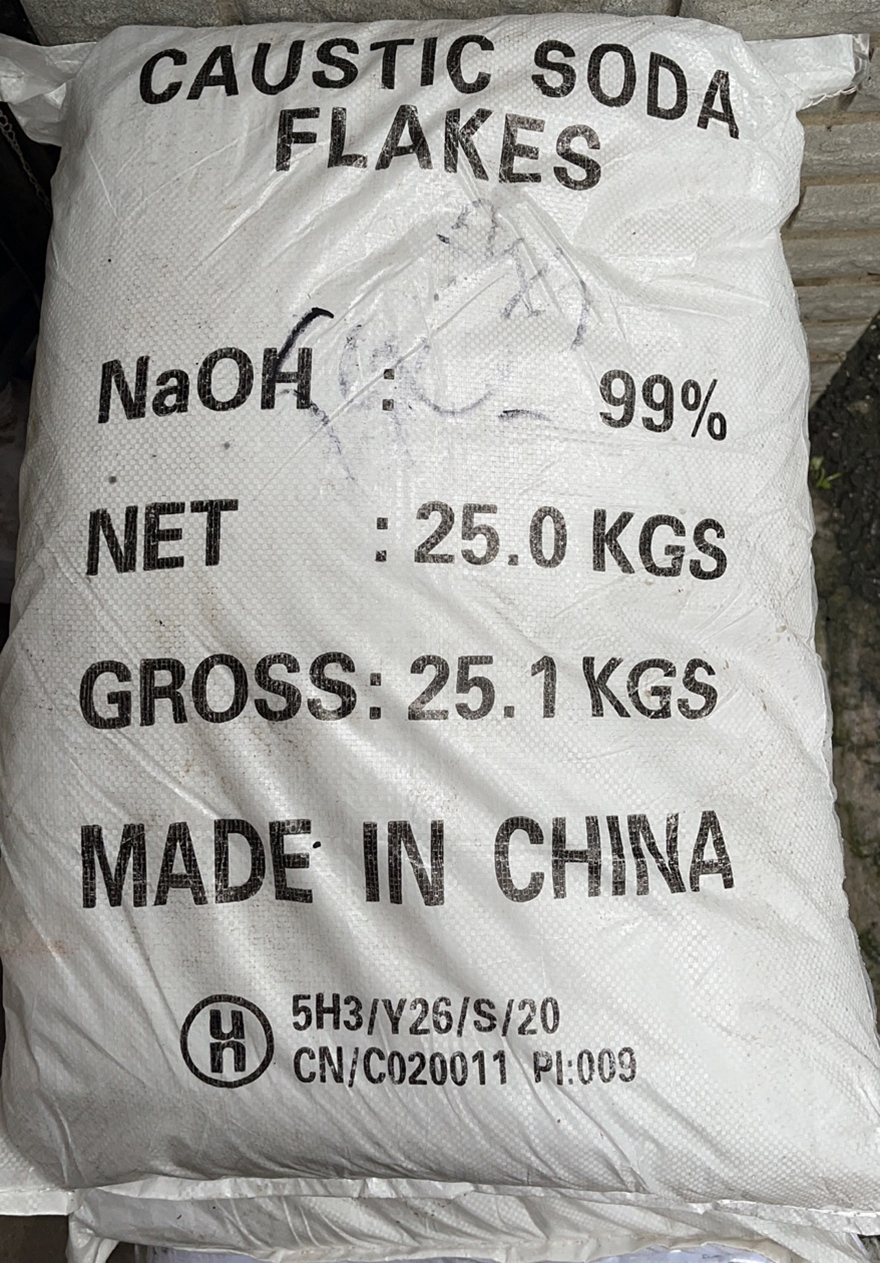 CAUSTIC SODA
FLAKES
NaOH : 99%
NET : 25.0 KGS
GROSS: 25.1 KGS
MADE IN CHINA
un
5H3/Y26/S/20
CN/C020011 PI:009